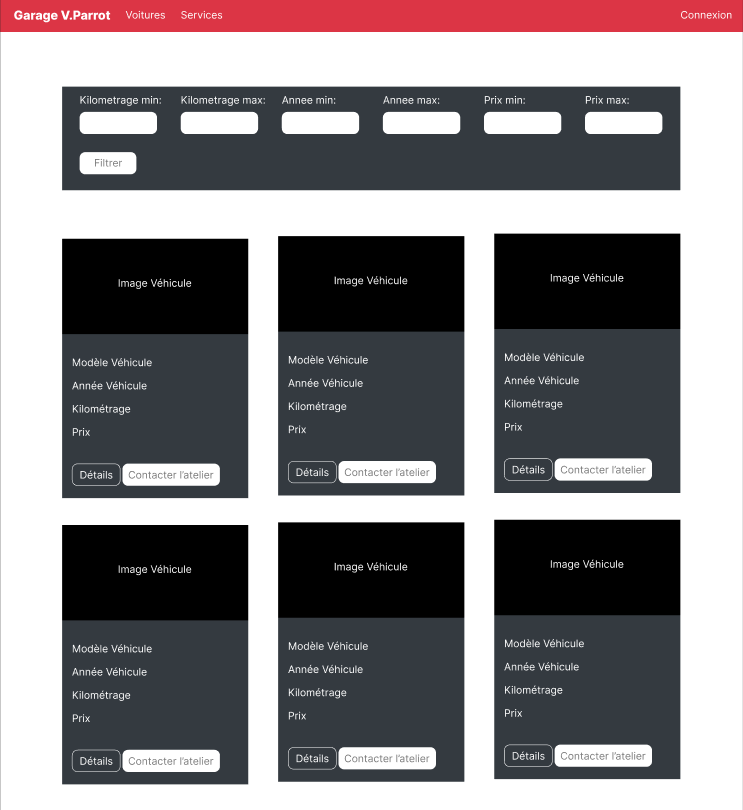 Garage V.Parrot Voitures Services Connexion
Kilometrage min: Kilometrage max: Annee min: Annee max: Prix min: Prix max:
Filtrer
Image Véhicule
Modèle Véhicule
Année Véhicule
Kilométrage
Prix
Détails Contacter l'atelier
Image Véhicule
Modèle Véhicule
Année Véhicule
Kilométrage
Prix
Détails Contacter l'atelier
Image Véhicule
Modèle Véhicule
Année Véhicule
Kilométrage
Prix
Détails Contacter l'atelier
Image Véhicule
Modèle Véhicule
Année Véhicule
Kilométrage
Prix
Détails Contacter l'atelier
Image Véhicule
Modèle Véhicule
Année Véhicule
Kilométrage
Prix
Détails Contacter l'atelier
Image Véhicule
Modèle Véhicule
Année Véhicule
Kilométrage
Prix
Détails Contacter l'atelier